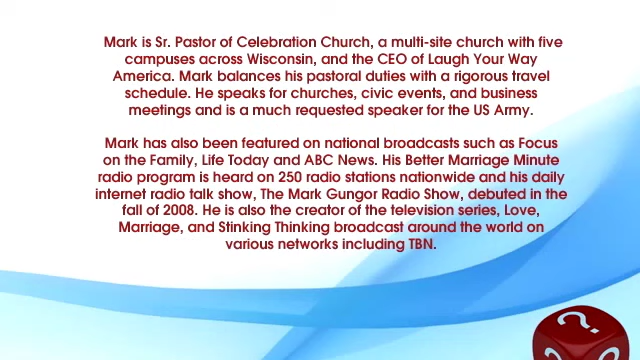 Mark is Sr. Pastor of Celebration Church, a multi-site church with five
campuses across Wisconsin, and the CEO of Laugh Your Way
America. Mark balances his pastoral duties with a rigorous travel
schedule. He speaks for churches, civic events, and business
meetings and is a much requested speaker for the US Army.
Mark has also been featured on national broadcasts such as Focus
on the Family, Life Today and ABC News. His Better Marriage Minute
radio program is heard on 250 radio stations nationwide and his daily
internet radio talk show, The Mark Gungor Radio Show, debuted in the
fall of 2008. He is also the creator of the television series, Love,
Marriage, and Stinking Thinking broadcast around the world on
various networks including TBN.
?